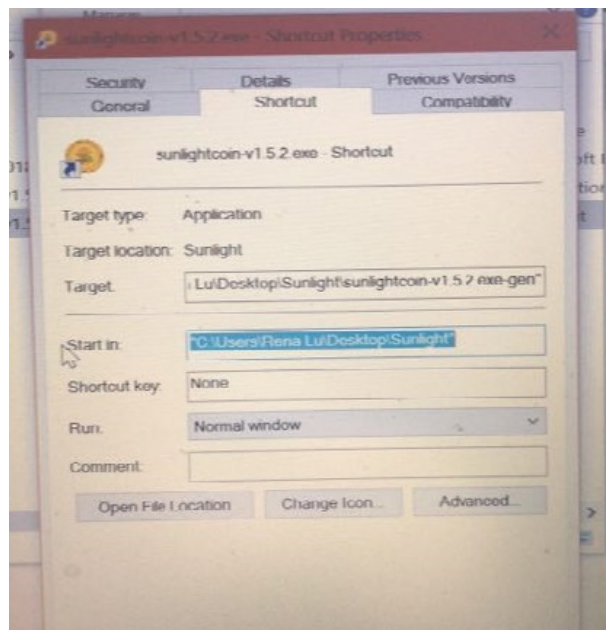 sunlightcoin-v1.5.2.exe - Shortcut Properties
Security Details Previous Versions
General Shortcut Compatibility
sunlightcoin-v1.5.2.exe - Shortcut
Target type: Application
Target location: Sunlight
Target: Lu\Desktop\Sunlight\sunlightcoin-v1.5.2.exe-gen"
Start in: "C:\Users\Rena Lu\Desktop\Sunlight"
Shortcut key: None
Run: Normal window
Comment:
Open File Location Change Icon... Advanced...